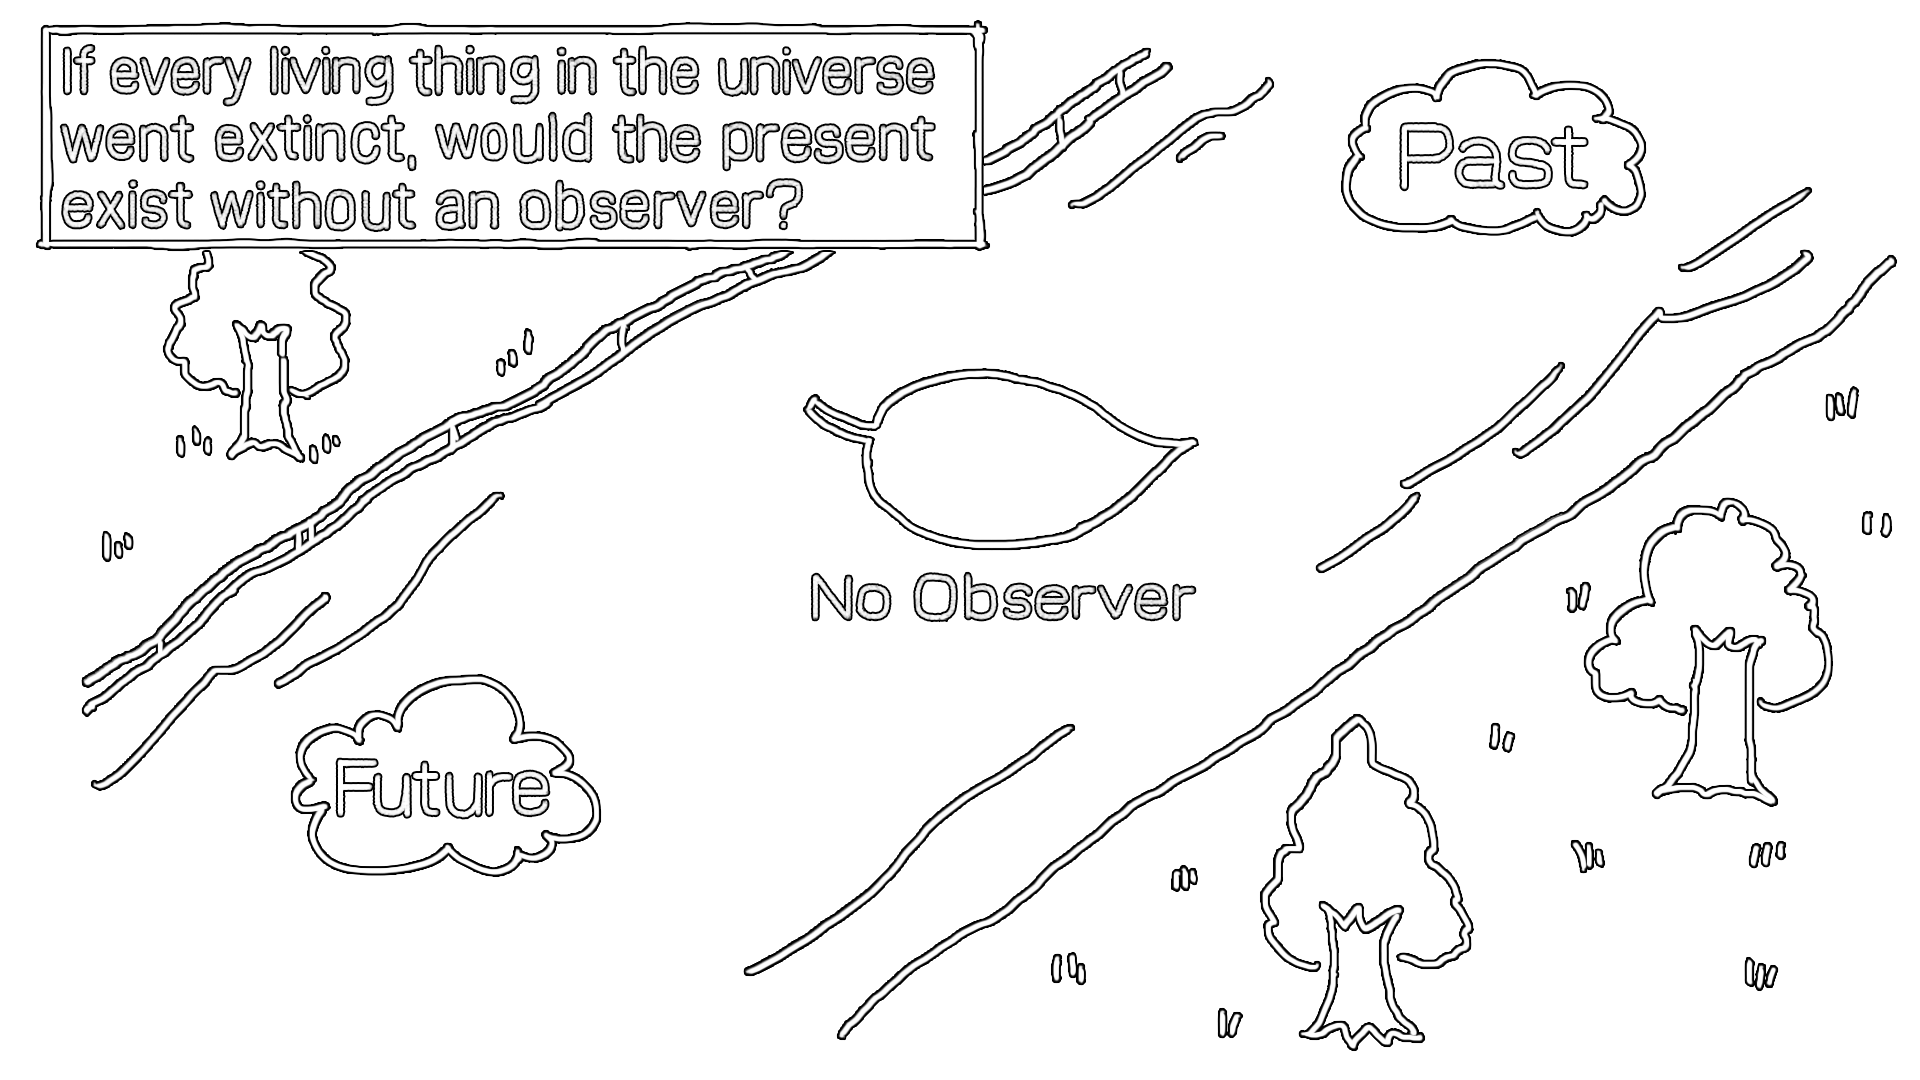 If every living thing in the universe
went extinct, would the present
exist without an observer?
Past
No Observer
Future